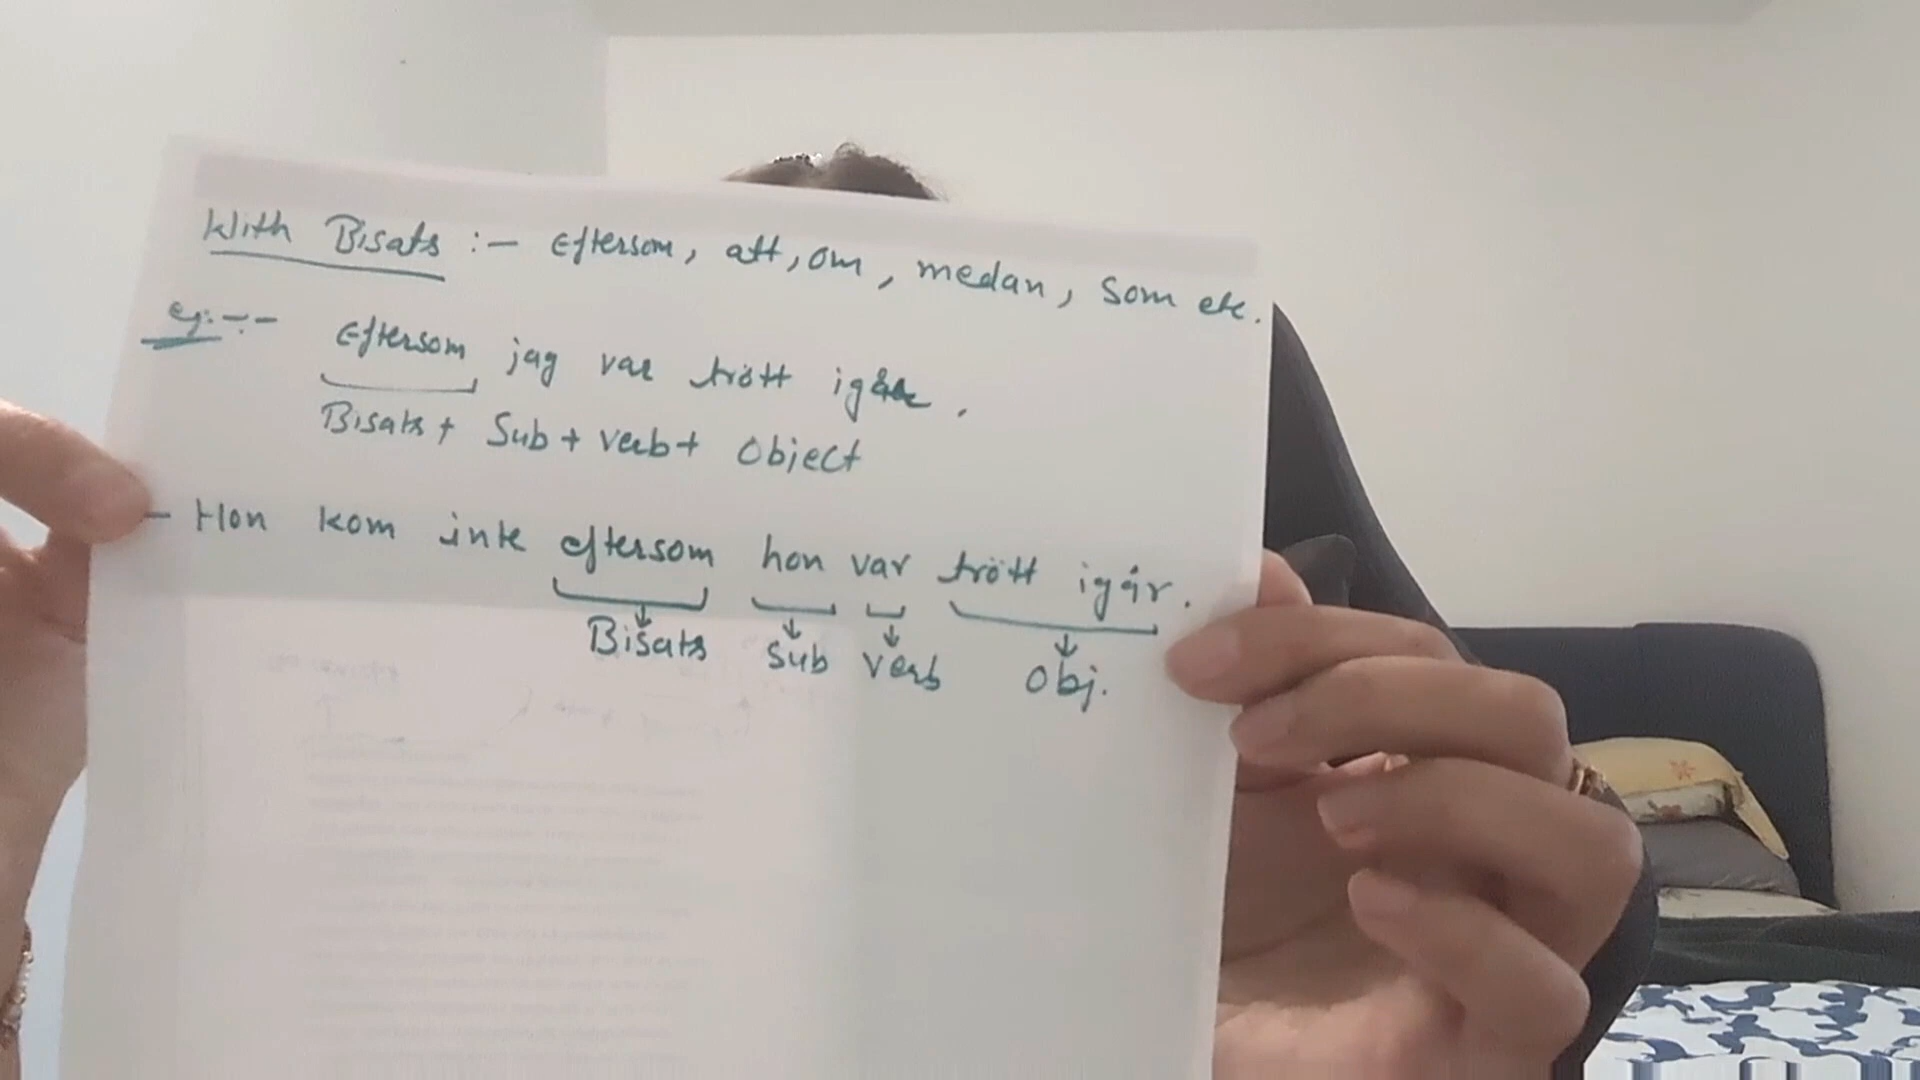 With Bisats :- Eftersom, att, om, medan, som etc.
eg:-- Eftersom jag var trött igår.
Bisats + Sub + verb + Object
- Hon kom inte eftersom hon var trött igår.
Bisats Sub verb Obj.